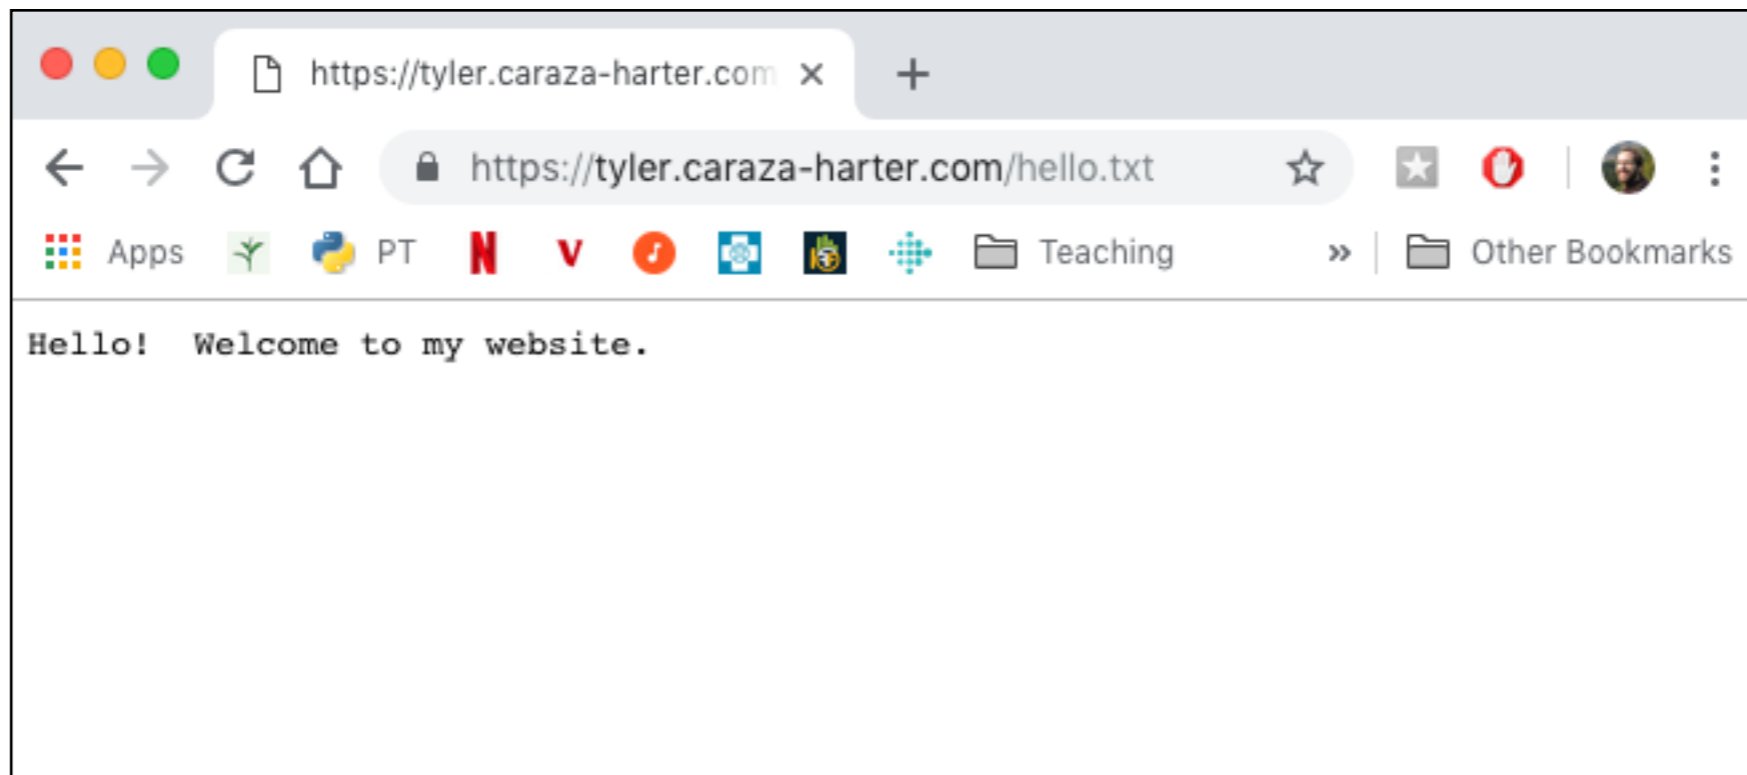 https://tyler.caraza-harter.com
https://tyler.caraza-harter.com/hello.txt
Apps PT N V Teaching » Other Bookmarks
Hello!  Welcome to my website.